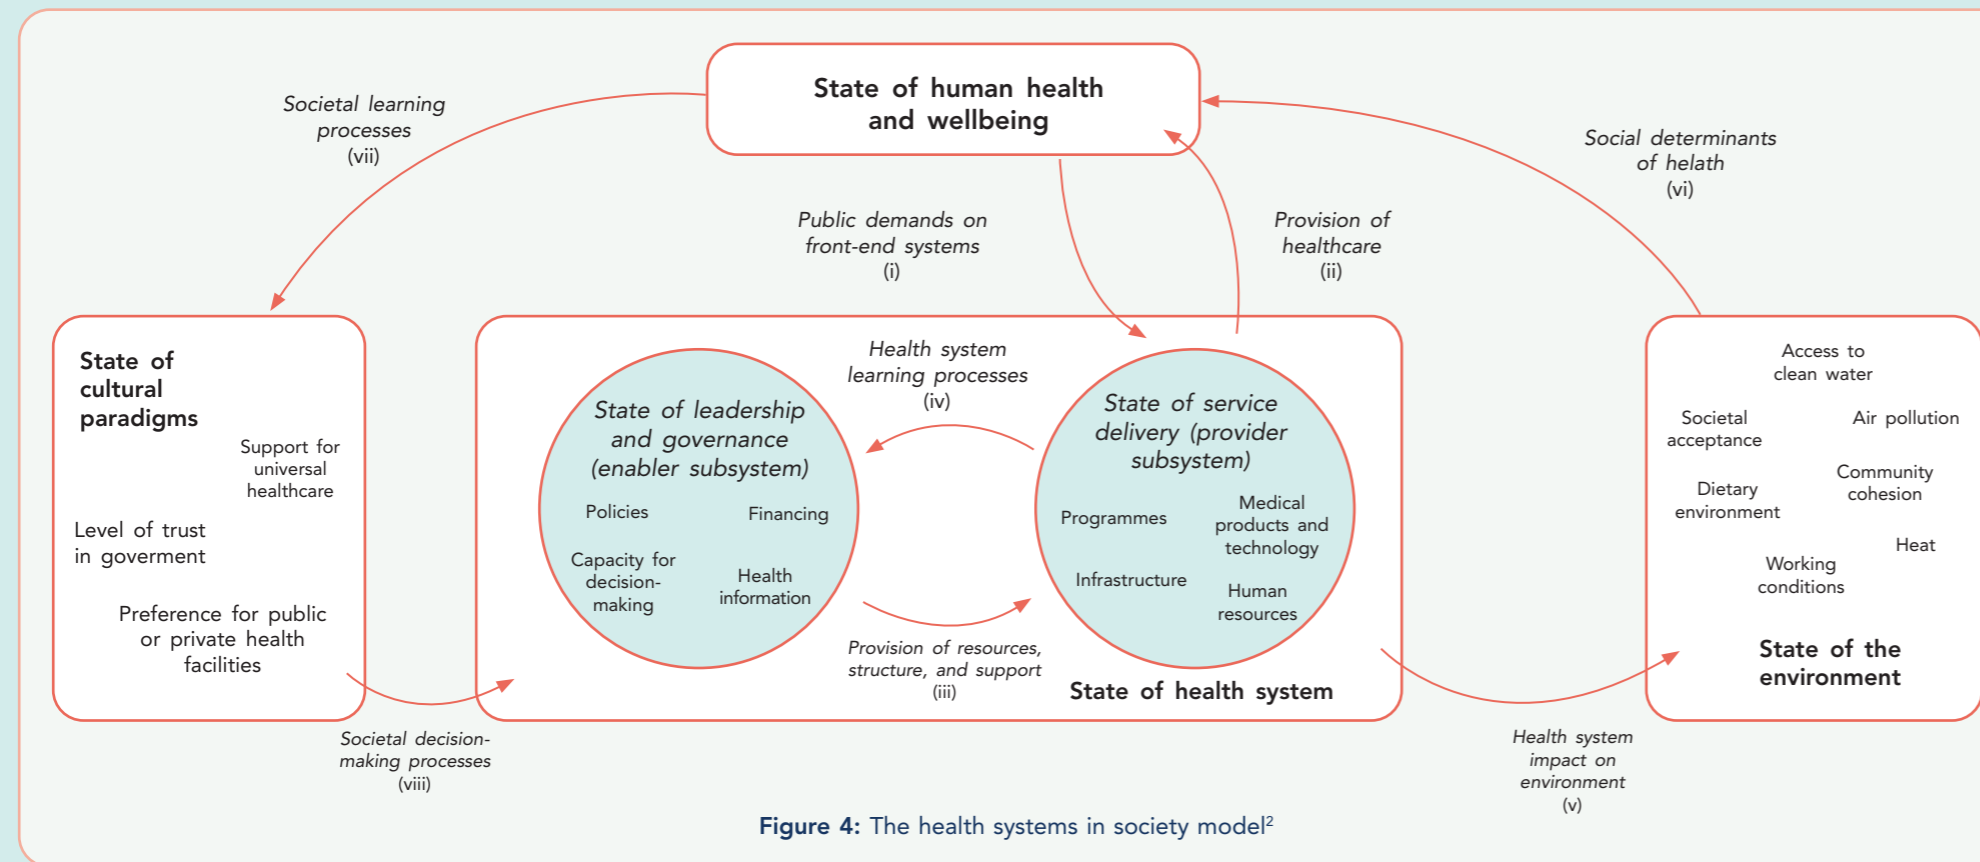 State of human health
and wellbeing
Societal learning
processes
(vii)
Social determinants
of helath
(vi)
Public demands on
front-end systems
(i)
Provision of
healthcare
(ii)
State of
cultural
paradigms
Support for
universal
healthcare
Level of trust
in goverment
Preference for public
or private health
facilities
Societal decision-
making processes
(viii)
State of leadership
and governance
(enabler subsystem)
Policies
Financing
Capacity for
decision-
making
Health
information
Health system
learning processes
(iv)
Provision of resources,
structure, and support
(iii)
State of service
delivery (provider
subsystem)
Programmes
Medical
products and
technology
Infrastructure
Human
resources
State of health system
Health system
impact on
environment
(v)
Access to
clean water
Societal
acceptance
Air pollution
Community
cohesion
Dietary
environment
Heat
Working
conditions
State of the
environment
Figure 4: The health systems in society model2